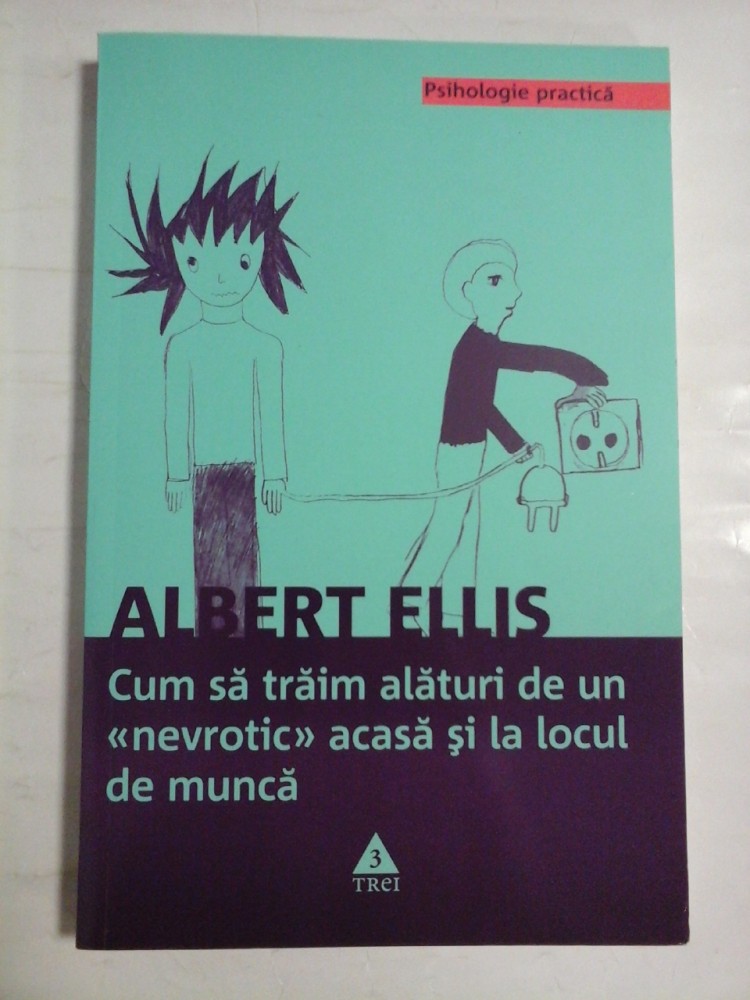 Psihologie practică
ALBERT ELLIS
Cum să trăim alături de un
«nevrotic» acasă şi la locul
de muncă
3
TReI